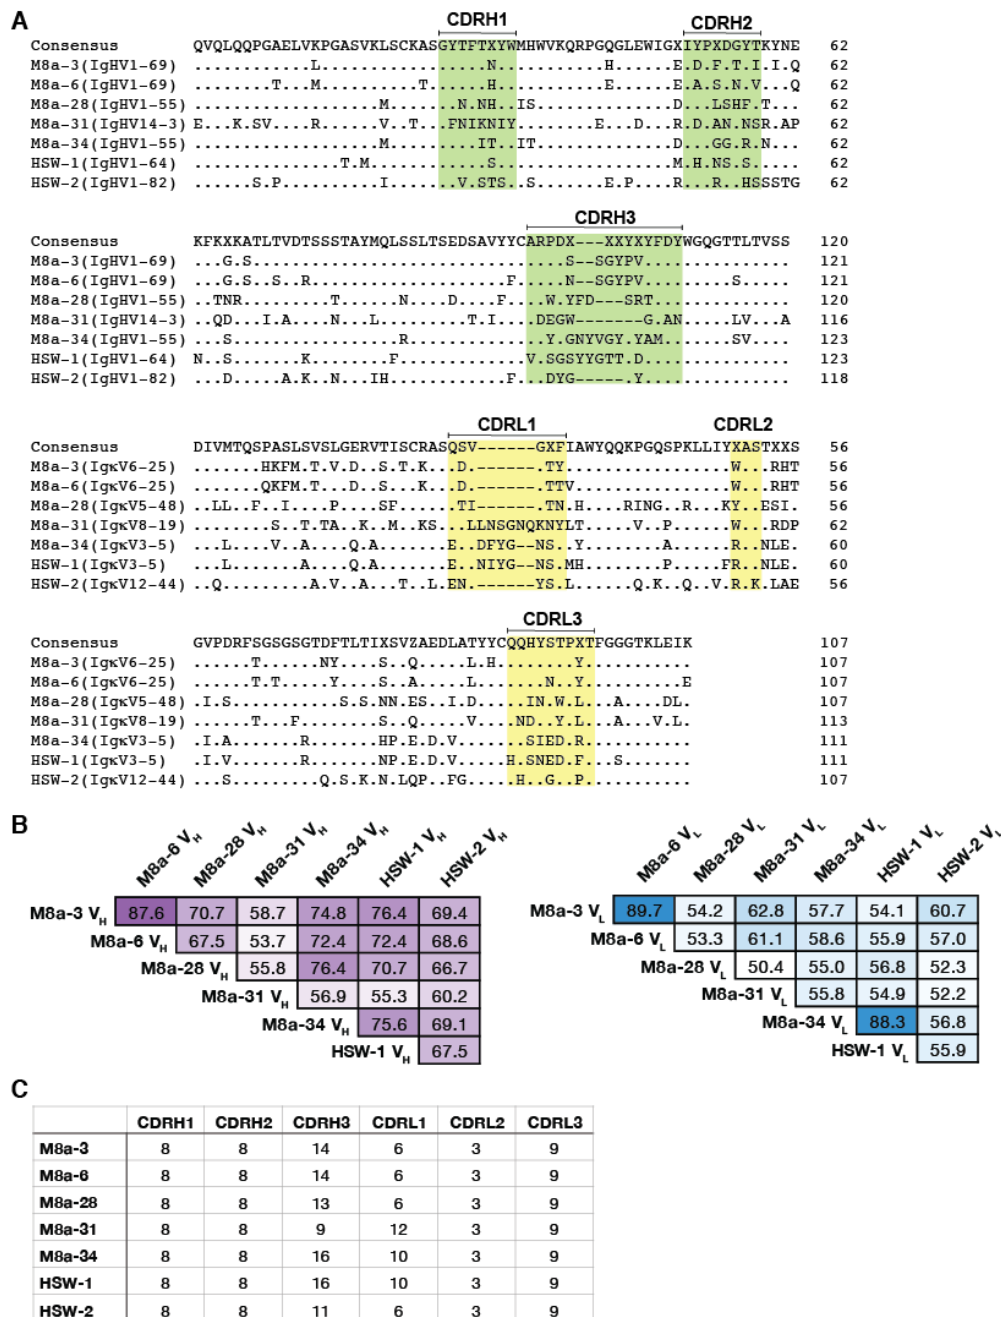 A
CDRH1 CDRH2
Consensus QVQLQQPGAELVKPGASVKLSCKASGYTFTXYWMHWVKQRPGQGLEWIGXIYPXDGYTKYNE 62
M8a-3(IgHV1-69) ............L.................N...........H......E.D.F.T.I.I.Q 62
M8a-6(IgHV1-69) ........T...M..........T......H...........E......E.A.S.N.V...Q 62
M8a-28(IgHV1-55) ...................M.......N.NH..IS..............D...LSHF.T... 62
M8a-31(IgHV14-3) E...K.SV....R......V..T...FNIKNIY........E...D...R.D.AN.NSR.AP 62
M8a-34(IgHV1-55) ...................M.........IT..IT..............D...GG.R.N... 62
HSW-1(IgHV1-64) ...............T.M............S..................M.H.NS.S..... 62
HSW-2(IgHV1-82) ......S.P..........I.......V.STS..S.......E.P....R...R..HSSSTG 62
CDRH3
Consensus KFKXKATLTVDTSSSTAYMQLSSLTSEDSAVYYCARPDX---XXYXYFDYWGQGTTLTVSS 120
M8a-3(IgHV1-69) ...G.S................................S--SGYPV............... 121
M8a-6(IgHV1-69) ...G.S..S..R....................F.....N--SGYPV.........S..... 121
M8a-28(IgHV1-55) ..TNR.........T......N....D.....F...W.YFD---SRT.............. 120
M8a-31(IgHV14-3) ..QD...I.A....N...L.........T.I....DEGW-------G.AN.....LV...A 116
M8a-34(IgHV1-55) ...S.................R..............Y.GNYVGY.YAM.......SV.... 123
HSW-1(IgHV1-64) N..S.......K........F.............V.SGSYYGTT.D............... 123
HSW-2(IgHV1-82) ...D.....A.K..N...IH............F...DYG-----.Y............... 118
CDRL1 CDRL2
Consensus DIVMTQSPASLSVSLGERVTISCRASQSV------GXFIAWYQQKPGQSPKLLIYXASTXXS 56
M8a-3(IgκV6-25) .......HKFM.T.V.D..S.T.K...D.------.TY.................W..RHT. 56
M8a-6(IgκV6-25) .......QKFM.T.V.D..S...K...D.------.TTV................W..RHT. 56
M8a-28(IgκV5-48) ..LL..F..I....P....SF......TI------.TN.H....RING..R...KY..ESI. 56
M8a-31(IgκV8-19) ........S.T..TA..K..M.KS....LLNSGNQKNYLT.....V..P......W..RDP. 62
M8a-34(IgκV3-5) ...L....V.A.....Q.A.......E..DFYG--NS.Y.........A......R..NLE. 60
HSW-1(IgκV3-5) ...L....A.......Q.A.......E..NIYG--NS.MH........P.....FR..NLE. 60
HSW-2(IgκV12-44) ..Q.........A.V.A..T.L.L..EN.------.YS.L......Q.K..Q..V.R.KLAE 56
CDRL3
Consensus GVPDRFSGSGSGTDFTLTIXSVZAEDLATYYCQQHYSTPXTFGGGTKLEIK 107
M8a-3(IgκV6-25) ......T......NY....S..Q.....L.H........Y........... 107
M8a-6(IgκV6-25) ......T.T.....Y....S..A.....L.......N..Y..........E 107
M8a-28(IgκV5-48) .I.S...........S.S.NN.ES..I.D.....IN.W.L...A....DL. 107
M8a-31(IgκV8-19) ......T...F........S..Q.....L.V..ND..Y.L...A...V.L. 113
M8a-34(IgκV3-5) .I.A.......R.......HP.E.D.V.......SIED.R........... 111
HSW-1(IgκV3-5) .I.V.......R.......NP.E.D.V.....H.SNED.F...S....... 111
HSW-2(IgκV12-44) ...S.........Q.S.K.N.LQP..FG.....H..G..P........... 107
B
M8a-6 VH M8a-28 VH M8a-31 VH M8a-34 VH HSW-1 VH HSW-2 VH
M8a-3 VH 87.6 70.7 58.7 74.8 76.4 69.4
M8a-6 VH 67.5 53.7 72.4 72.4 68.6
M8a-28 VH 55.8 76.4 70.7 66.7
M8a-31 VH 56.9 55.3 60.2
M8a-34 VH 75.6 69.1
HSW-1 VH 67.5
M8a-6 VL M8a-28 VL M8a-31 VL M8a-34 VL HSW-1 VL HSW-2 VL
M8a-3 VL 89.7 54.2 62.8 57.7 54.1 60.7
M8a-6 VL 53.3 61.1 58.6 55.9 57.0
M8a-28 VL 50.4 55.0 56.8 52.3
M8a-31 VL 55.8 54.9 52.2
M8a-34 VL 88.3 56.8
HSW-1 VL 55.9
C
CDRH1 CDRH2 CDRH3 CDRL1 CDRL2 CDRL3
M8a-3 8 8 14 6 3 9
M8a-6 8 8 14 6 3 9
M8a-28 8 8 13 6 3 9
M8a-31 8 8 9 12 3 9
M8a-34 8 8 16 10 3 9
HSW-1 8 8 16 10 3 9
HSW-2 8 8 11 6 3 9